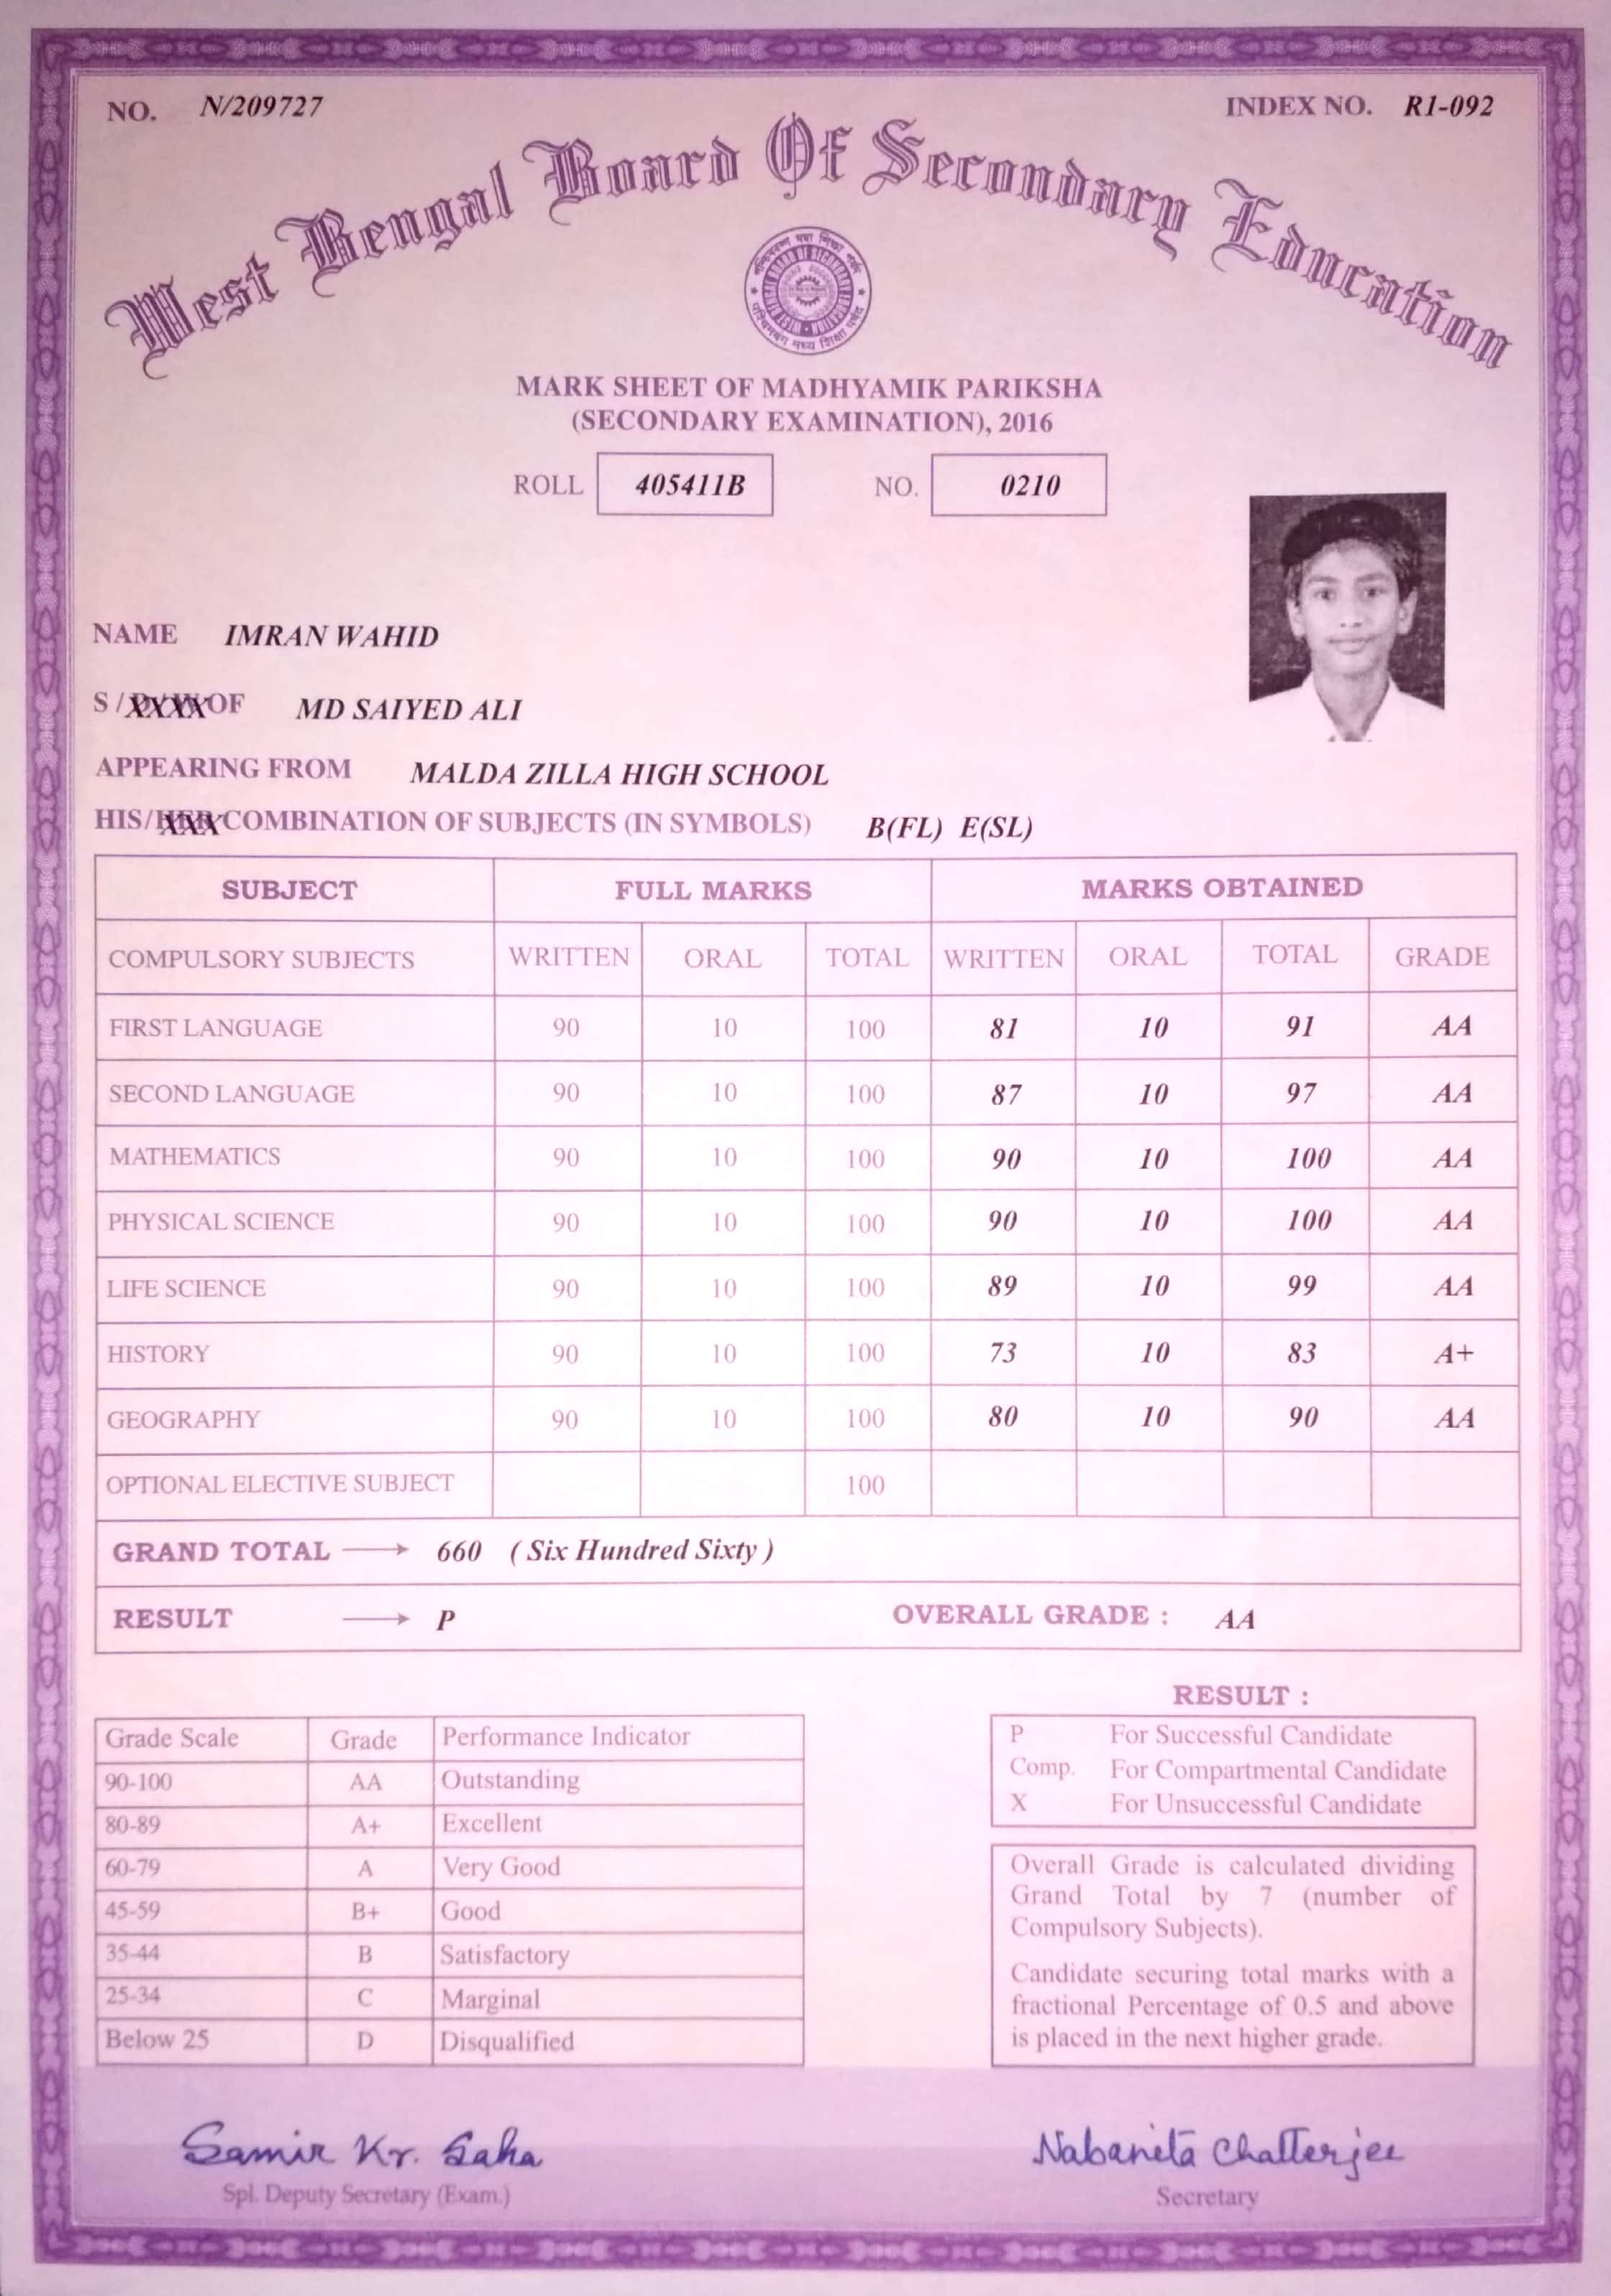 NO. N/209727 INDEX NO. R1-092
West Bengal Board Of Secondary Education
MARK SHEET OF MADHYAMIK PARIKSHA
(SECONDARY EXAMINATION), 2016
ROLL 405411B NO. 0210
NAME IMRAN WAHID
S / OF MD SAIYED ALI
APPEARING FROM MALDA ZILLA HIGH SCHOOL
HIS/HER COMBINATION OF SUBJECTS (IN SYMBOLS) B(FL) E(SL)
SUBJECT FULL MARKS MARKS OBTAINED
COMPULSORY SUBJECTS WRITTEN ORAL TOTAL WRITTEN ORAL TOTAL GRADE
FIRST LANGUAGE 90 10 100 81 10 91 AA
SECOND LANGUAGE 90 10 100 87 10 97 AA
MATHEMATICS 90 10 100 90 10 100 AA
PHYSICAL SCIENCE 90 10 100 90 10 100 AA
LIFE SCIENCE 90 10 100 89 10 99 AA
HISTORY 90 10 100 73 10 83 A+
GEOGRAPHY 90 10 100 80 10 90 AA
OPTIONAL ELECTIVE SUBJECT 100
GRAND TOTAL → 660 ( Six Hundred Sixty )
RESULT → P OVERALL GRADE : AA
Grade Scale Grade Performance Indicator
90-100 AA Outstanding
80-89 A+ Excellent
60-79 A Very Good
45-59 B+ Good
35-44 B Satisfactory
25-34 C Marginal
Below 25 D Disqualified
RESULT :
P For Successful Candidate
Comp. For Compartmental Candidate
X For Unsuccessful Candidate
Overall Grade is calculated dividing
Grand Total by 7 (number of
Compulsory Subjects).
Candidate securing total marks with a
fractional Percentage of 0.5 and above
is placed in the next higher grade.
Samir Kr. Saha
Spl. Deputy Secretary (Exam.)
Nabanita Chatterjee
Secretary